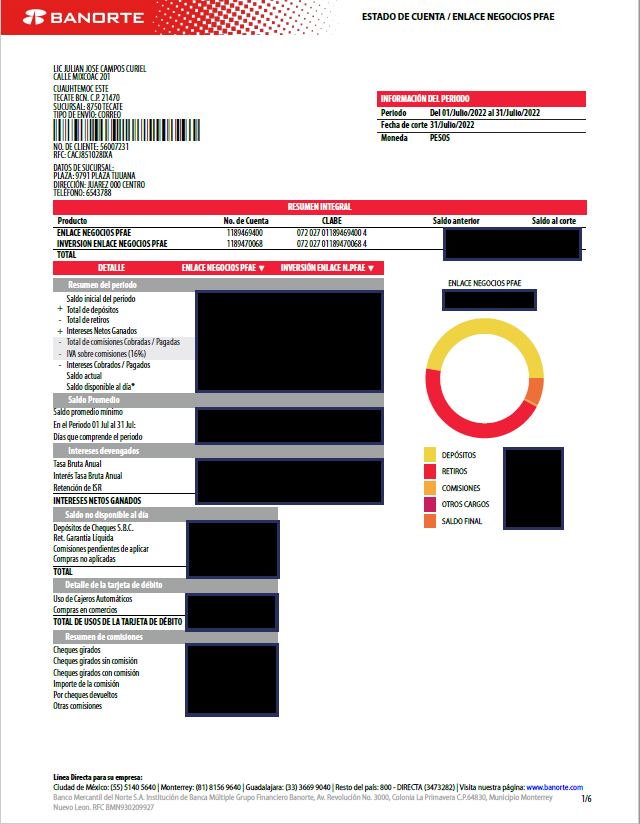 BANORTE
ESTADO DE CUENTA / ENLACE NEGOCIOS PFAE
LIC JULIAN JOSE CAMPOS CURIEL
CALLE MIXCOAC 201
CUAUHTEMOC ESTE
TECATE BCN, C.P. 21470
SUCURSAL: 8750 TECATE
TIPO DE ENVÍO: CORREO
NO. DE CLIENTE: 56007231
RFC: CACJ851028IXA
DATOS DE SUCURSAL:
PLAZA: 9791 PLAZA TIJUANA
DIRECCIÓN: JUAREZ 000 CENTRO
TELÉFONO: 6543788
INFORMACIÓN DEL PERIODO
Periodo Del 01/Julio/2022 al 31/Julio/2022
Fecha de corte 31/Julio/2022
Moneda PESOS
RESUMEN INTEGRAL
Producto No. de Cuenta CLABE Saldo anterior Saldo al corte
ENLACE NEGOCIOS PFAE 1189469400 072 027 01189469400 4
INVERSION ENLACE NEGOCIOS PFAE 1189470068 072 027 01189470068 4
TOTAL
DETALLE ENLACE NEGOCIOS PFAE ▼ INVERSIÓN ENLACE N.PFAE ▼
Resumen del periodo
Saldo inicial del periodo
+ Total de depósitos
- Total de retiros
+ Intereses Netos Ganados
- Total de comisiones Cobradas / Pagadas
- IVA sobre comisiones (16%)
- Intereses Cobrados / Pagados
Saldo actual
Saldo disponible al día*
Saldo Promedio
Saldo promedio mínimo
En el Periodo 01 Jul al 31 Jul:
Días que comprende el periodo
Intereses devengados
Tasa Bruta Anual
Interés Tasa Bruta Anual
Retención de ISR
INTERESES NETOS GANADOS
Saldo no disponible al día
Depósitos de Cheques S.B.C.
Ret. Garantía Líquida
Comisiones pendientes de aplicar
Compras no aplicadas
TOTAL
Detalle de la tarjeta de débito
Uso de Cajeros Automáticos
Compras en comercios
TOTAL DE USOS DE LA TARJETA DE DÉBITO
Resumen de comisiones
Cheques girados
Cheques girados sin comisión
Cheques girados con comisión
Importe de la comisión
Por cheques devueltos
Otras comisiones
ENLACE NEGOCIOS PFAE
DEPÓSITOS
RETIROS
COMISIONES
OTROS CARGOS
SALDO FINAL
Línea Directa para su empresa:
Ciudad de México: (55) 5140 5640 | Monterrey: (81) 8156 9640 | Guadalajara: (33) 3669 9040 | Resto del país: 800 - DIRECTA (3473282) | Visita nuestra página: www.banorte.com
Banco Mercantil del Norte S.A. Institución de Banca Múltiple Grupo Financiero Banorte, Av. Revolución No. 3000, Colonia La Primavera C.P.64830, Municipio Monterrey
Nuevo Leon. RFC BMN930209927
1/6